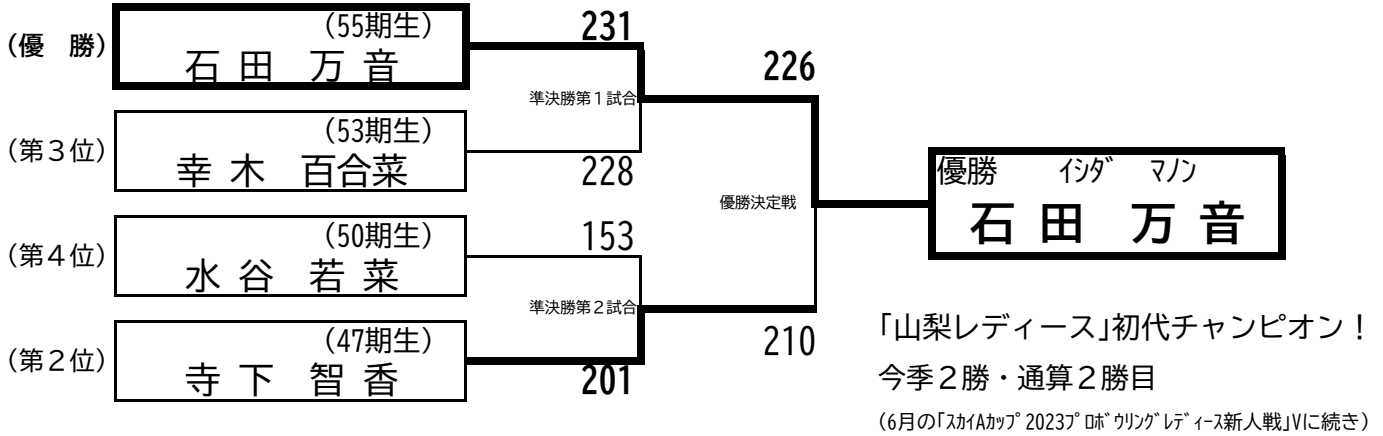 (優　勝)
(55期生)
石 田　万 音
231
準決勝第１試合
(第３位)
(53期生)
幸 木　百合菜
228
(第４位)
(50期生)
水 谷　若 菜
153
準決勝第２試合
(第２位)
(47期生)
寺 下　智 香
201
226
優勝決定戦
210
優勝　ｲｼﾀﾞ　ﾏﾉﾝ
石 田　万 音
「山梨レディース」初代チャンピオン！
今季２勝・通算２勝目
(6月の「ｽｶｲAｶｯﾌﾟ2023ﾌﾟﾛﾎﾞｳﾘﾝｸﾞﾚﾃﾞｨｰｽ新人戦」Vに続き)